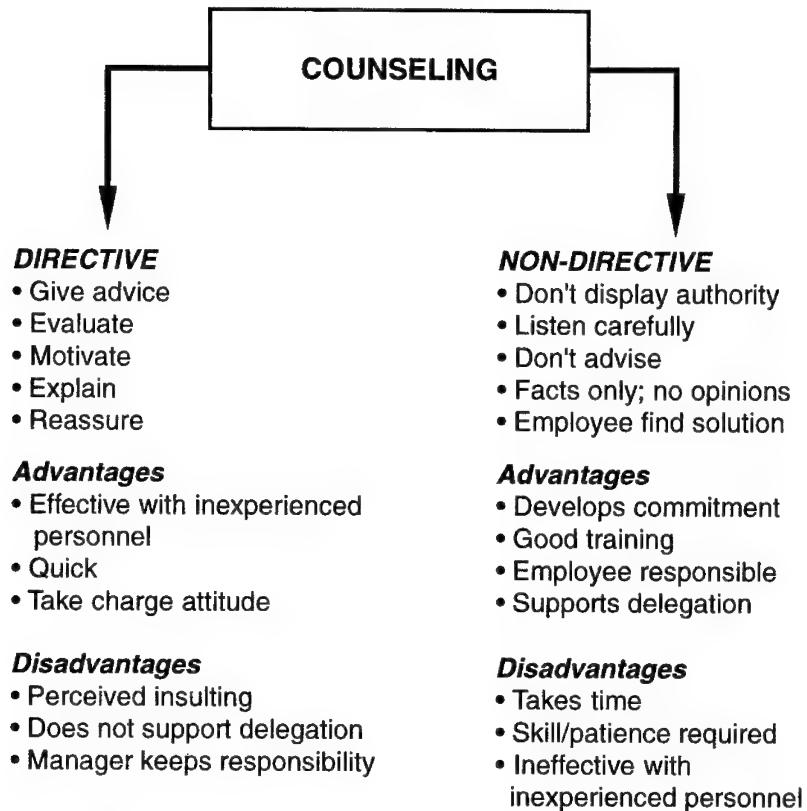 COUNSELING
DIRECTIVE
• Give advice
• Evaluate
• Motivate
• Explain
• Reassure
Advantages
• Effective with inexperienced
personnel
• Quick
• Take charge attitude
Disadvantages
• Perceived insulting
• Does not support delegation
• Manager keeps responsibility
NON-DIRECTIVE
• Don't display authority
• Listen carefully
• Don't advise
• Facts only; no opinions
• Employee find solution
Advantages
• Develops commitment
• Good training
• Employee responsible
• Supports delegation
Disadvantages
• Takes time
• Skill/patience required
• Ineffective with
inexperienced personnel